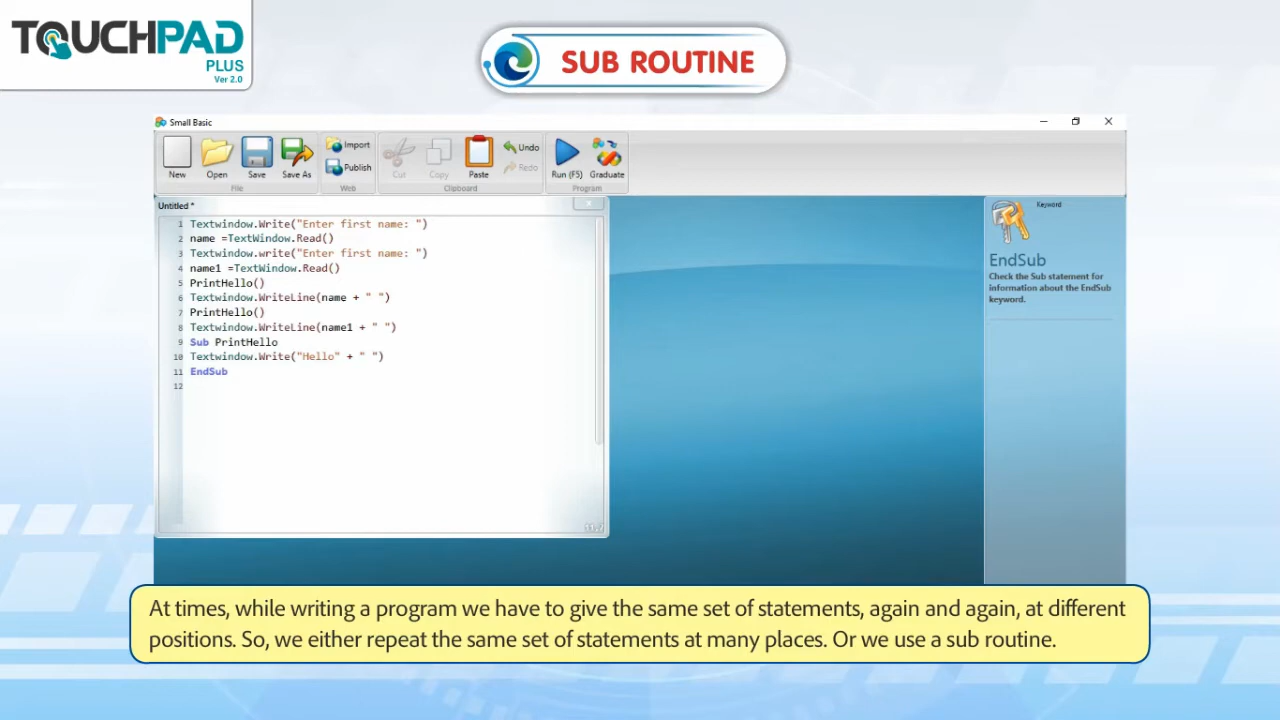 TOUCHPAD
PLUS
Ver 2.0
SUB ROUTINE
Small Basic
New
Open
Save
Save As
File
Import
Publish
Web
Cut
Copy
Paste
Undo
Redo
Clipboard
Run (F5)
Graduate
Program
Untitled *
1 Textwindow.Write("Enter first name: ")
2 name =TextWindow.Read()
3 Textwindow.write("Enter first name: ")
4 name1 =TextWindow.Read()
5 PrintHello()
6 Textwindow.WriteLine(name + " ")
7 PrintHello()
8 Textwindow.WriteLine(name1 + " ")
9 Sub PrintHello
10 Textwindow.Write("Hello" + " ")
11 EndSub
12
11,7
Keyword
EndSub
Check the Sub statement for
information about the EndSub
keyword.
At times, while writing a program we have to give the same set of statements, again and again, at different
positions. So, we either repeat the same set of statements at many places. Or we use a sub routine.